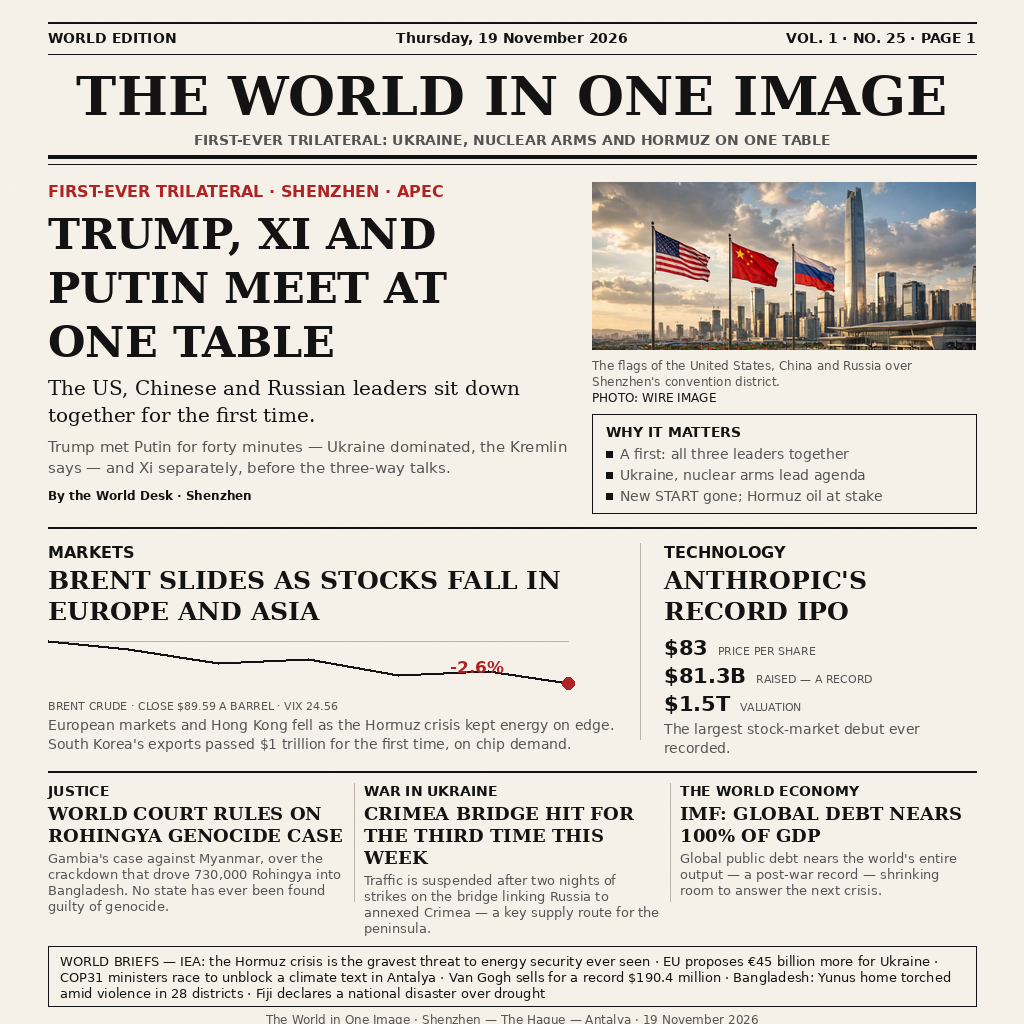 WORLD EDITION
Thursday, 19 November 2026
VOL. 1 · NO. 25 · PAGE 1
THE WORLD IN ONE IMAGE
FIRST-EVER TRILATERAL: UKRAINE, NUCLEAR ARMS AND HORMUZ ON ONE TABLE
FIRST-EVER TRILATERAL · SHENZHEN · APEC
TRUMP, XI AND
PUTIN MEET AT
ONE TABLE
The US, Chinese and Russian leaders sit down
together for the first time.
Trump met Putin for forty minutes — Ukraine dominated, the Kremlin
says — and Xi separately, before the three-way talks.
By the World Desk · Shenzhen
The flags of the United States, China and Russia over
Shenzhen's convention district.
PHOTO: WIRE IMAGE
WHY IT MATTERS
■ A first: all three leaders together
■ Ukraine, nuclear arms lead agenda
■ New START gone; Hormuz oil at stake
MARKETS
BRENT SLIDES AS STOCKS FALL IN
EUROPE AND ASIA
-2.6%
BRENT CRUDE · CLOSE $89.59 A BARREL · VIX 24.56
European markets and Hong Kong fell as the Hormuz crisis kept energy on edge.
South Korea's exports passed $1 trillion for the first time, on chip demand.
TECHNOLOGY
ANTHROPIC'S
RECORD IPO
$83 PRICE PER SHARE
$81.3B RAISED — A RECORD
$1.5T VALUATION
The largest stock-market debut ever
recorded.
JUSTICE
WORLD COURT RULES ON
ROHINGYA GENOCIDE CASE
Gambia's case against Myanmar, over the
crackdown that drove 730,000 Rohingya into
Bangladesh. No state has ever been found
guilty of genocide.
WAR IN UKRAINE
CRIMEA BRIDGE HIT FOR
THE THIRD TIME THIS
WEEK
Traffic is suspended after two nights of
strikes on the bridge linking Russia to
annexed Crimea — a key supply route for the
peninsula.
THE WORLD ECONOMY
IMF: GLOBAL DEBT NEARS
100% OF GDP
Global public debt nears the world's entire
output — a post-war record — shrinking
room to answer the next crisis.
WORLD BRIEFS — IEA: the Hormuz crisis is the gravest threat to energy security ever seen · EU proposes €45 billion more for Ukraine ·
COP31 ministers race to unblock a climate text in Antalya · Van Gogh sells for a record $190.4 million · Bangladesh: Yunus home torched
amid violence in 28 districts · Fiji declares a national disaster over drought
The World in One Image · Shenzhen — The Hague — Antalya · 19 November 2026